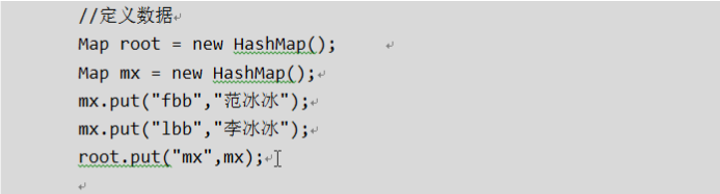 //定义数据
Map root = new HashMap();
Map mx = new HashMap();
mx.put("fbb","范冰冰");
mx.put("lbb","李冰冰");
root.put("mx",mx);